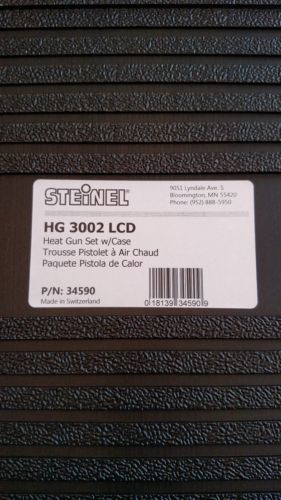 STEINEL
9051 Lyndale Ave. S
Bloomington, MN 55420
Phone: (952) 888-5950
HG 3002 LCD
Heat Gun Set w/Case
Trousse Pistolet à Air Chaud
Paquete Pistola de Calor
P/N: 34590
Made in Switzerland
0 18139 34590 9